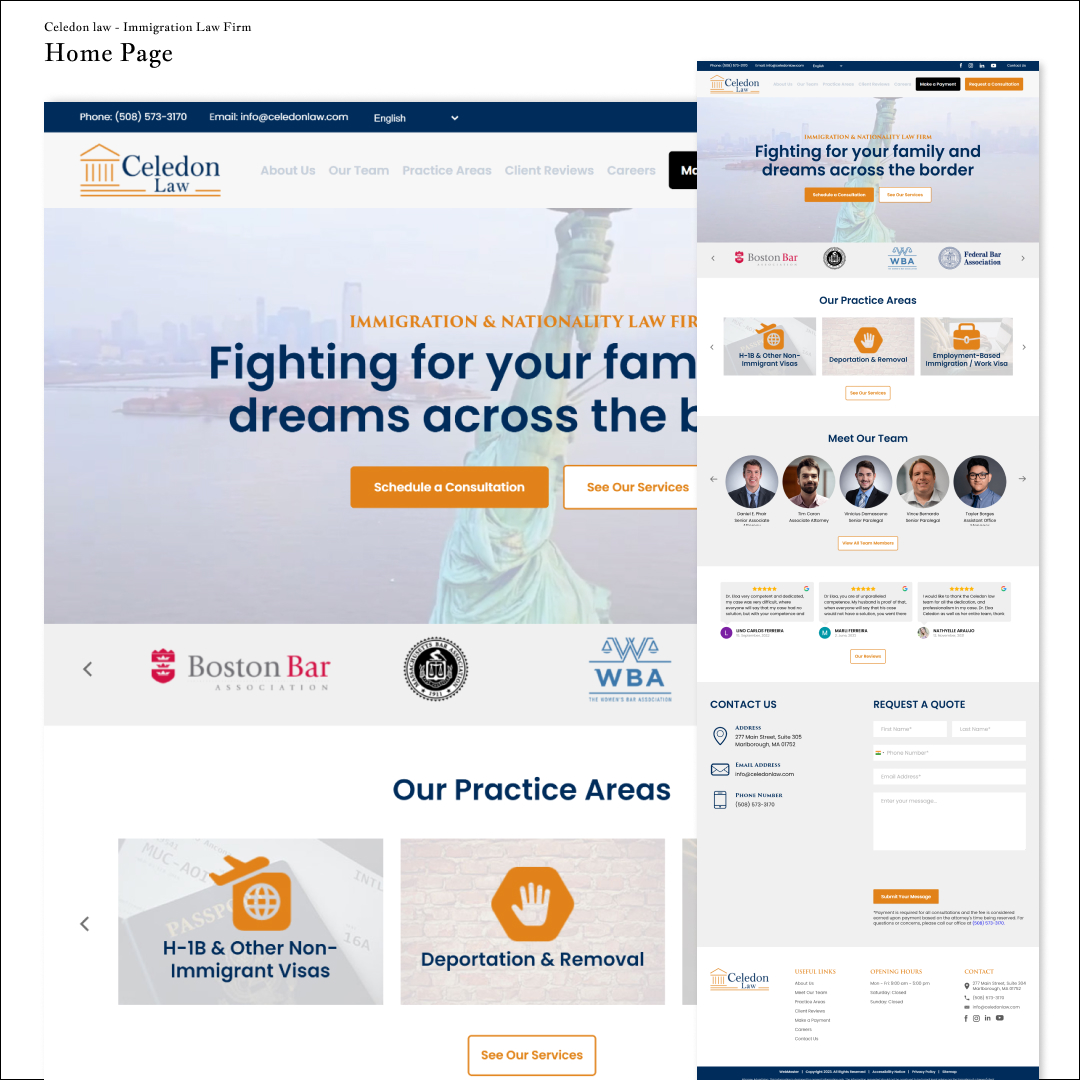 Celedon law - Immigration Law Firm
Home Page
Phone: (508) 573-3170
Email: info@celedonlaw.com
English
Celedon
Law
About Us
Our Team
Practice Areas
Client Reviews
Careers
IMMIGRATION & NATIONALITY LAW FIR
Fighting for your fam
dreams across the b
Schedule a Consultation
See Our Services
Boston Bar
ASSOCIATION
MASSACHUSETTS BAR ASSOCIATION
1911
WBA
THE WOMEN'S BAR ASSOCIATION
Our Practice Areas
MUC-AO1
PASSPO
INTL
16A
H-1B & Other Non-
Immigrant Visas
Deportation & Removal
See Our Services
Phone: (508) 573-3170
Email: info@celedonlaw.com
English
Contact Us
Celedon
Law
About Us
Our Team
Practice Areas
Client Reviews
Careers
Make a Payment
Request a Consultation
IMMIGRATION & NATIONALITY LAW FIRM
Fighting for your family and
dreams across the border
Schedule a Consultation
See Our Services
Boston Bar
ASSOCIATION
WBA
Federal Bar
Association
Our Practice Areas
H-1B & Other Non-
Immigrant Visas
Deportation & Removal
Employment-Based
Immigration / Work Visa
See Our Services
Meet Our Team
Daniel E. Phair
Senior Associate
Tim Caron
Associate Attorney
Vinicius Damasceno
Senior Paralegal
Vince Bernardo
Senior Paralegal
Taylor Borges
Assistant Office
View All Team Members
Dr. Eloa very competent and dedicated,
my case was very difficult, where
everyone will say that my case had no
solution, but with your competence and
L
LINO CARLOS FERREIRA
Dr. Eloa, you are of unparalleled
competence. My husband is proof of that,
when everyone will say that his case
would not have a solution, you went there
M
MARLI FERREIRA
I would like to thank the Celedon law
team for all the dedication, and
professionalism in my case. Dr. Eloa
Celedon as well as her entire team, thank
NATHYELLE ARAUJO
Our Reviews
CONTACT US
ADDRESS
277 Main Street, Suite 305
Marlborough, MA 01752
EMAIL ADDRESS
info@celedonlaw.com
PHONE NUMBER
(508) 573-3170
REQUEST A QUOTE
First Name*
Last Name*
Phone Number*
Email Address*
Enter your message...
Submit Your Message
*Payment is required for all consultations and the fee is considered
earned upon payment based on the attorney's time being reserved. For
questions or concerns, please call our office at (508) 573-3170.
Celedon
Law
USEFUL LINKS
About Us
Meet Our Team
Practice Areas
Client Reviews
Make a Payment
Careers
Contact Us
OPENING HOURS
Mon - Fri: 9:00 am - 5:00 pm
Saturday: Closed
Sunday: Closed
CONTACT
277 Main Street, Suite 304
Marlborough, MA 01752
(508) 573-3170
info@celedonlaw.com
WebMaster | Copyright 2023. All Rights Reserved | Accessibility Notice | Privacy Policy | Sitemap